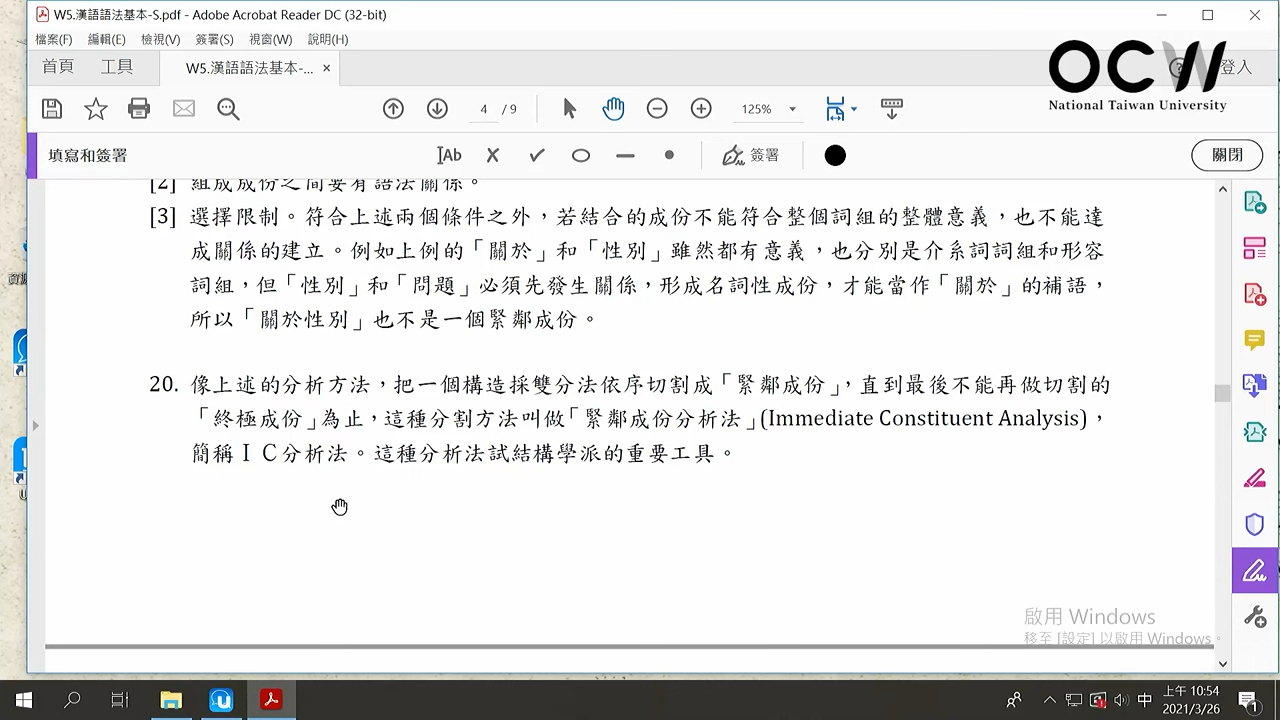 W5.漢語語法基本-S.pdf - Adobe Acrobat Reader DC (32-bit)
檔案(F) 編輯(E) 檢視(V) 簽署(S) 視窗(W) 說明(H)
首頁 工具 W5.漢語語法基本-... × 登入
OCW
National Taiwan University
4 / 9 125%
填寫和簽署 Ab 簽署 關閉
[2] 組成成份之間要有語法關係。
[3] 選擇限制。符合上述兩個條件之外，若結合的成份不能符合整個詞組的整體意義，也不能達
成關係的建立。例如上例的「關於」和「性別」雖然都有意義，也分別是介系詞詞組和形容
詞組，但「性別」和「問題」必須先發生關係，形成名詞性成份，才能當作「關於」的補語，
所以「關於性別」也不是一個緊鄰成份。
20. 像上述的分析方法，把一個構造採雙分法依序切割成「緊鄰成份」，直到最後不能再做切割的
「終極成份」為止，這種分割方法叫做「緊鄰成份分析法」(Immediate Constituent Analysis)，
簡稱ＩＣ分析法。這種分析法試結構學派的重要工具。
啟用 Windows
移至 [設定] 以啟用 Windows。
中 上午 10:54
2021/3/26
1